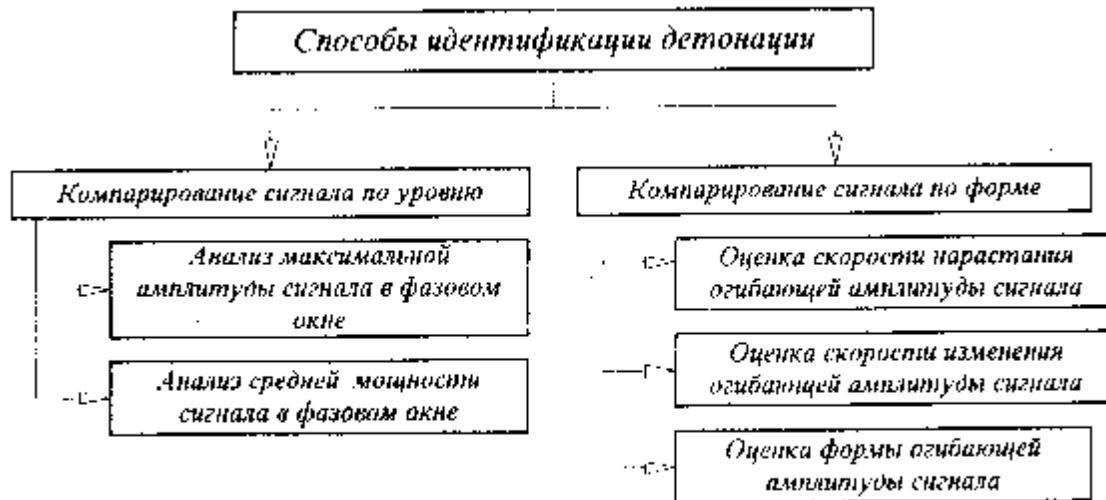 Способы идентификации детонации
Компарирование сигнала по уровню
Анализ максимальной
амплитуды сигнала в фазовом
окне
Анализ средней мощности
сигнала в фазовом окне
Компарирование сигнала по форме
Оценка скорости нарастания
огибающей амплитуды сигнала
Оценка скорости изменения
огибающей амплитуды сигнала
Оценка формы огибающей
амплитуды сигнала